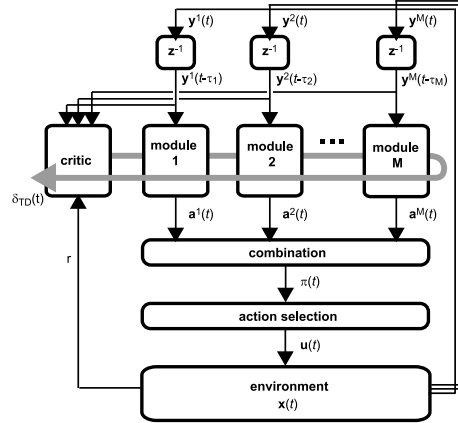 y¹(t) y²(t) yᴹ(t)
z⁻¹ z⁻¹ z⁻¹
y¹(t-τ₁) y²(t-τ₂) yᴹ(t-τ_M)
critic module 1 module 2 ... module M
δTD(t)
a¹(t) a²(t) aᴹ(t)
combination
r
π(t)
action selection
u(t)
environment
x(t)